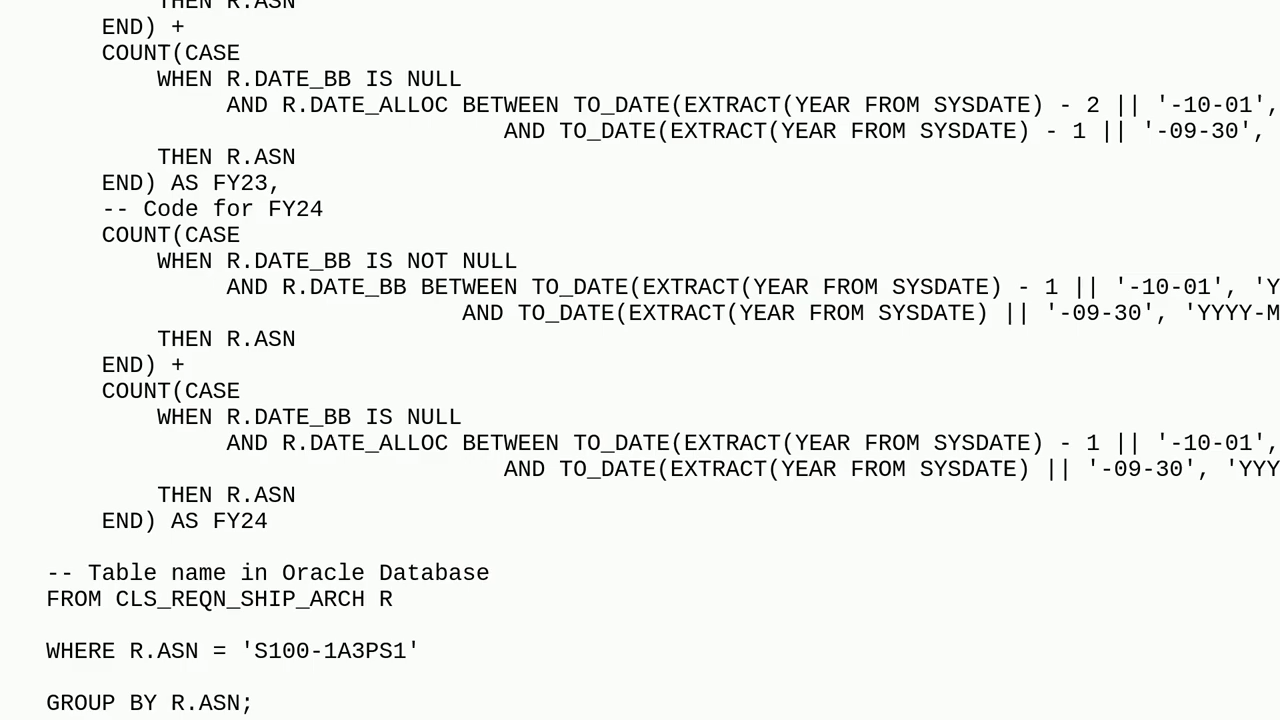 THEN R.ASN
END) +
COUNT(CASE
WHEN R.DATE_BB IS NULL
AND R.DATE_ALLOC BETWEEN TO_DATE(EXTRACT(YEAR FROM SYSDATE) - 2 || '-10-01',
AND TO_DATE(EXTRACT(YEAR FROM SYSDATE) - 1 || '-09-30',
THEN R.ASN
END) AS FY23,
-- Code for FY24
COUNT(CASE
WHEN R.DATE_BB IS NOT NULL
AND R.DATE_BB BETWEEN TO_DATE(EXTRACT(YEAR FROM SYSDATE) - 1 || '-10-01', 'Y
AND TO_DATE(EXTRACT(YEAR FROM SYSDATE) || '-09-30', 'YYYY-M
THEN R.ASN
END) +
COUNT(CASE
WHEN R.DATE_BB IS NULL
AND R.DATE_ALLOC BETWEEN TO_DATE(EXTRACT(YEAR FROM SYSDATE) - 1 || '-10-01',
AND TO_DATE(EXTRACT(YEAR FROM SYSDATE) || '-09-30', 'YYY
THEN R.ASN
END) AS FY24
-- Table name in Oracle Database
FROM CLS_REQN_SHIP_ARCH R
WHERE R.ASN = 'S100-1A3PS1'
GROUP BY R.ASN;